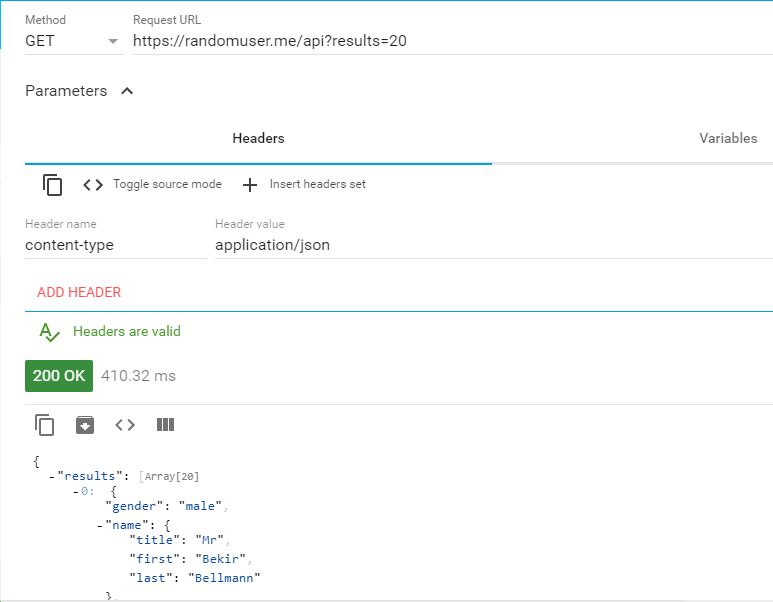 Method Request URL
GET https://randomuser.me/api?results=20
Parameters
Headers Variables
Toggle source mode Insert headers set
Header name Header value
content-type application/json
ADD HEADER
Headers are valid
200 OK 410.32 ms
{
-"results": [Array[20]
-0: {
"gender": "male",
-"name": {
"title": "Mr",
"first": "Bekir",
"last": "Bellmann"
},